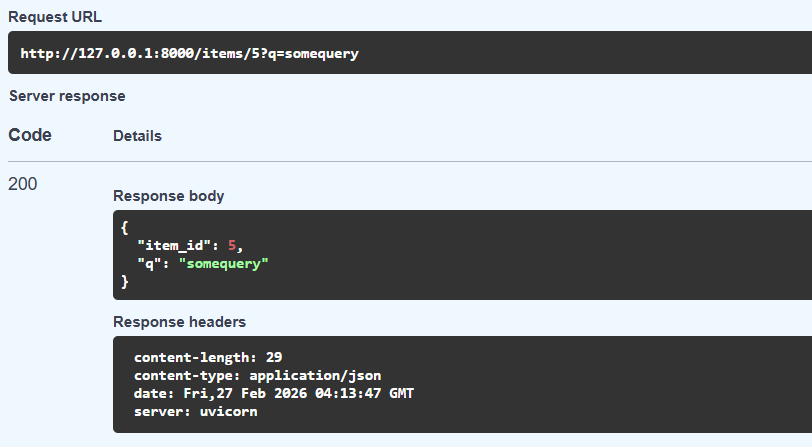 Request URL
http://127.0.0.1:8000/items/5?q=somequery
Server response
Code Details
200
Response body
{
  "item_id": 5,
  "q": "somequery"
}
Response headers
content-length: 29
content-type: application/json
date: Fri,27 Feb 2026 04:13:47 GMT
server: uvicorn